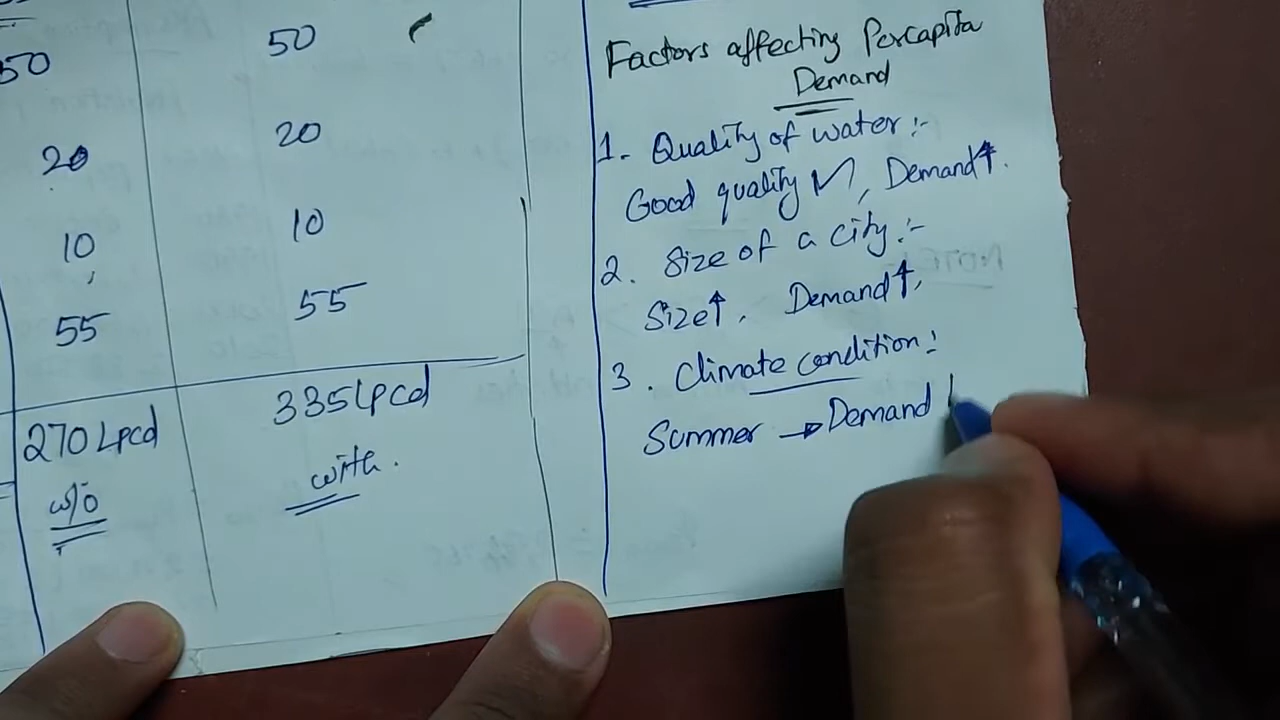 50 50
20 20
10 10
55 55
270 Lpcd 335 Lpcd
w/o with.
Factors affecting Percapita
Demand
1. Quality of water :-
Good quality, Demand↑.
2. Size of a city :-
Size↑, Demand↑,
3. Climate condition :
Summer → Demand